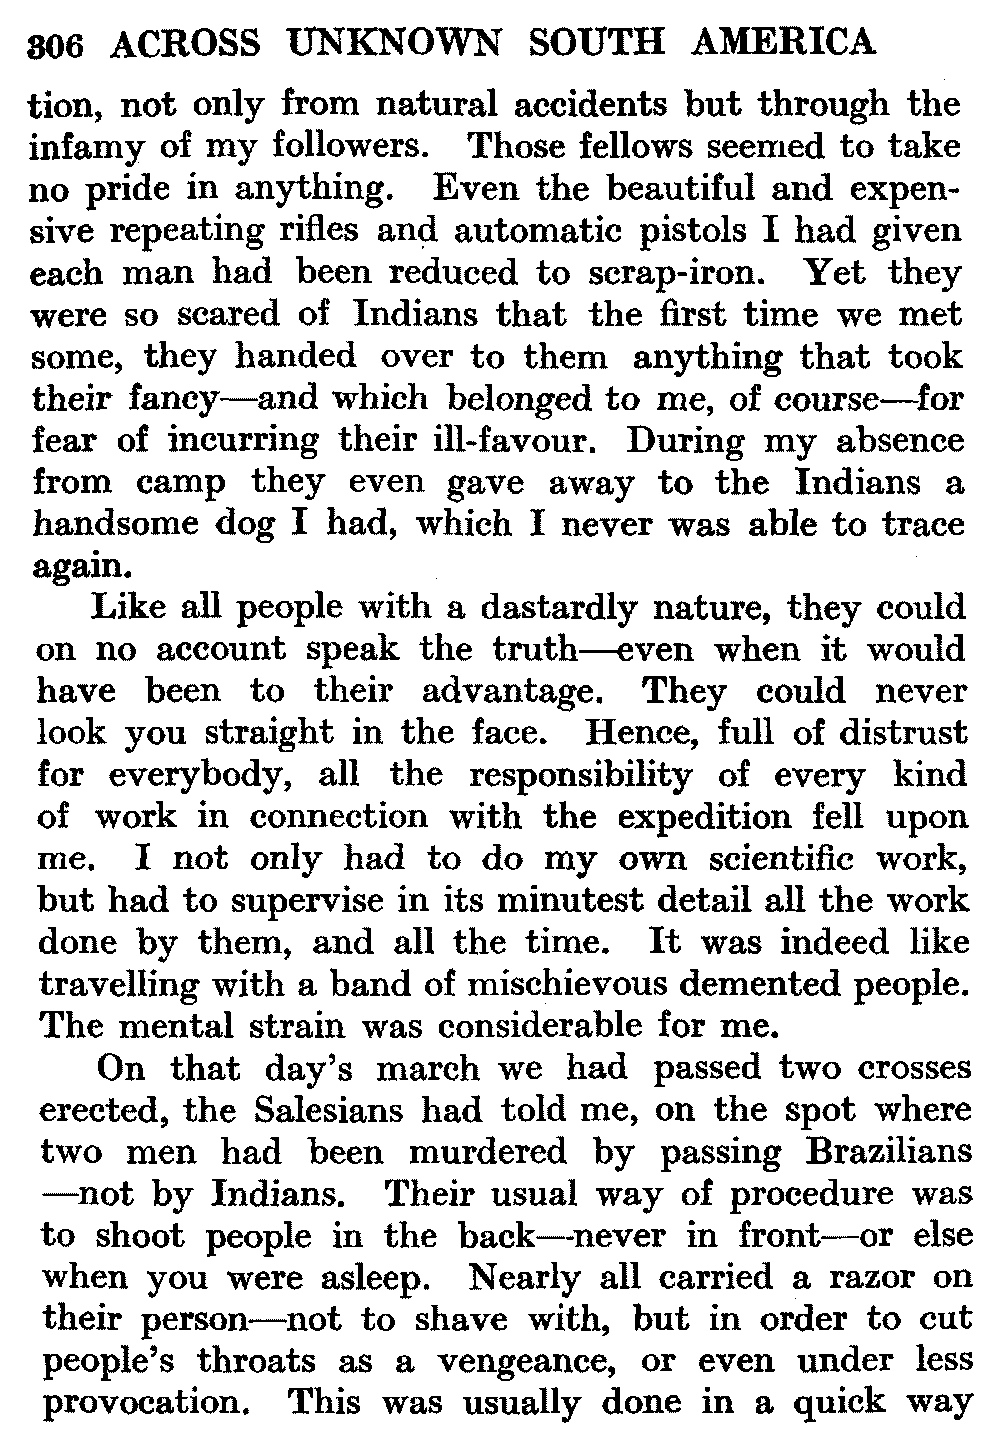 306 ACROSS UNKNOWN SOUTH AMERICA
tion, not only from natural accidents but through the
infamy of my followers. Those fellows seemed to take
no pride in anything. Even the beautiful and expen-
sive repeating rifles and automatic pistols I had given
each man had been reduced to scrap-iron. Yet they
were so scared of Indians that the first time we met
some, they handed over to them anything that took
their fancy—and which belonged to me, of course—for
fear of incurring their ill-favour. During my absence
from camp they even gave away to the Indians a
handsome dog I had, which I never was able to trace
again.
Like all people with a dastardly nature, they could
on no account speak the truth—even when it would
have been to their advantage. They could never
look you straight in the face. Hence, full of distrust
for everybody, all the responsibility of every kind
of work in connection with the expedition fell upon
me. I not only had to do my own scientific work,
but had to supervise in its minutest detail all the work
done by them, and all the time. It was indeed like
travelling with a band of mischievous demented people.
The mental strain was considerable for me.
On that day's march we had passed two crosses
erected, the Salesians had told me, on the spot where
two men had been murdered by passing Brazilians
—not by Indians. Their usual way of procedure was
to shoot people in the back—never in front—or else
when you were asleep. Nearly all carried a razor on
their person—not to shave with, but in order to cut
people's throats as a vengeance, or even under less
provocation. This was usually done in a quick way